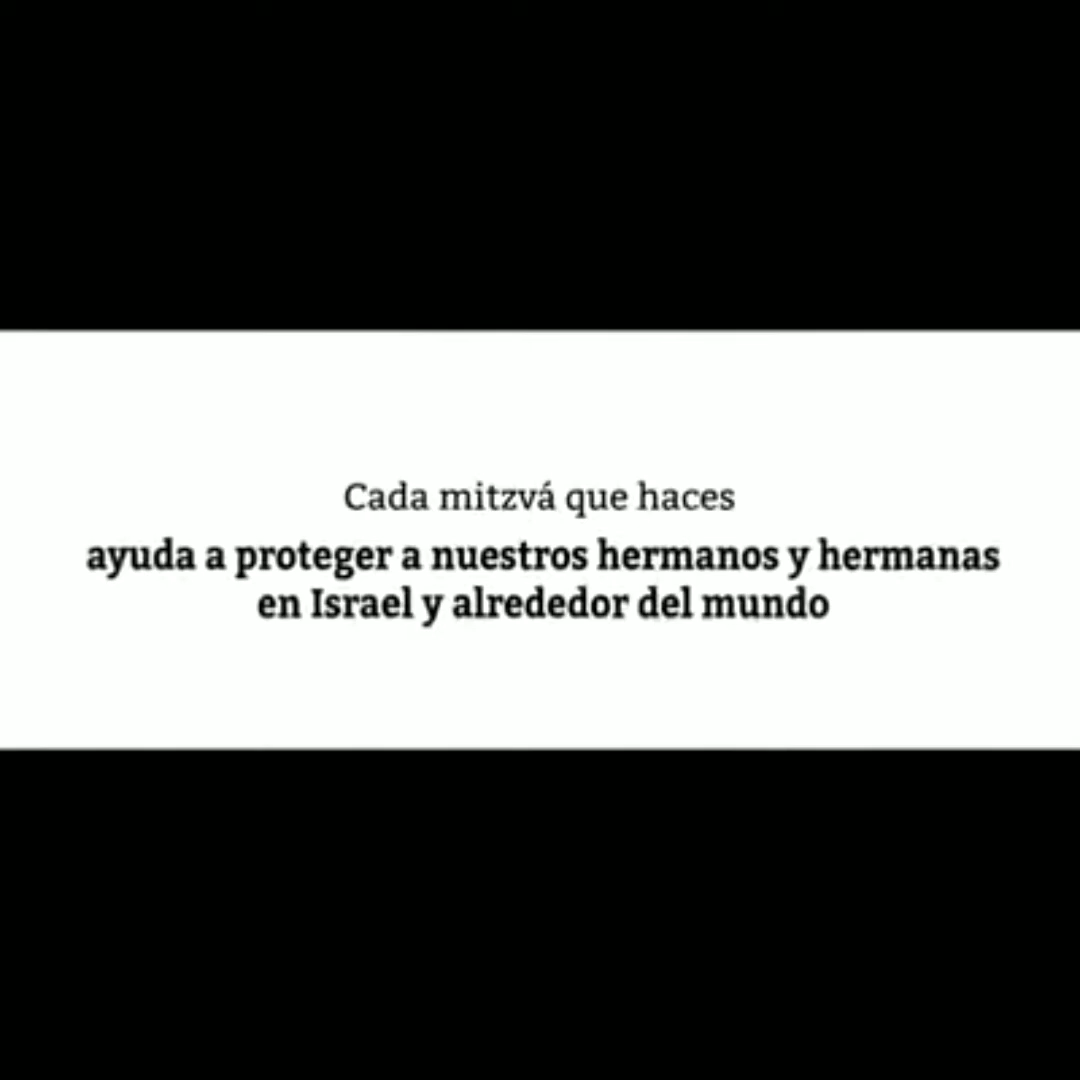 Cada mitzvá que haces
ayuda a proteger a nuestros hermanos y hermanas
en Israel y alrededor del mundo